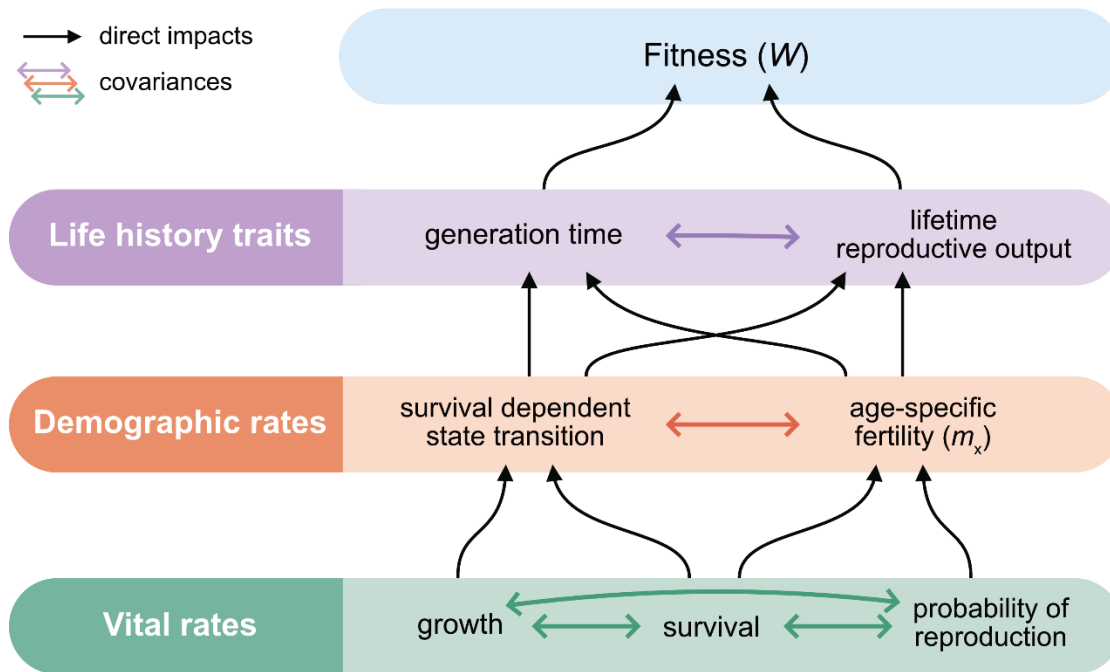 direct impacts
covariances
Fitness (W)
Life history traits
generation time
lifetime
reproductive output
Demographic rates
survival dependent
state transition
age-specific
fertility (mx)
Vital rates
growth
survival
probability of
reproduction